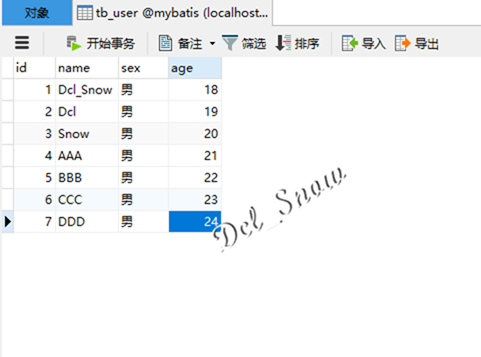 对象 tb_user @mybatis (localhost...
开始事务 备注 筛选 排序 导入 导出
id name sex age
1 Dcl_Snow 男 18
2 Dcl 男 19
3 Snow 男 20
4 AAA 男 21
5 BBB 男 22
6 CCC 男 23
7 DDD 男 24
Dcl_Snow